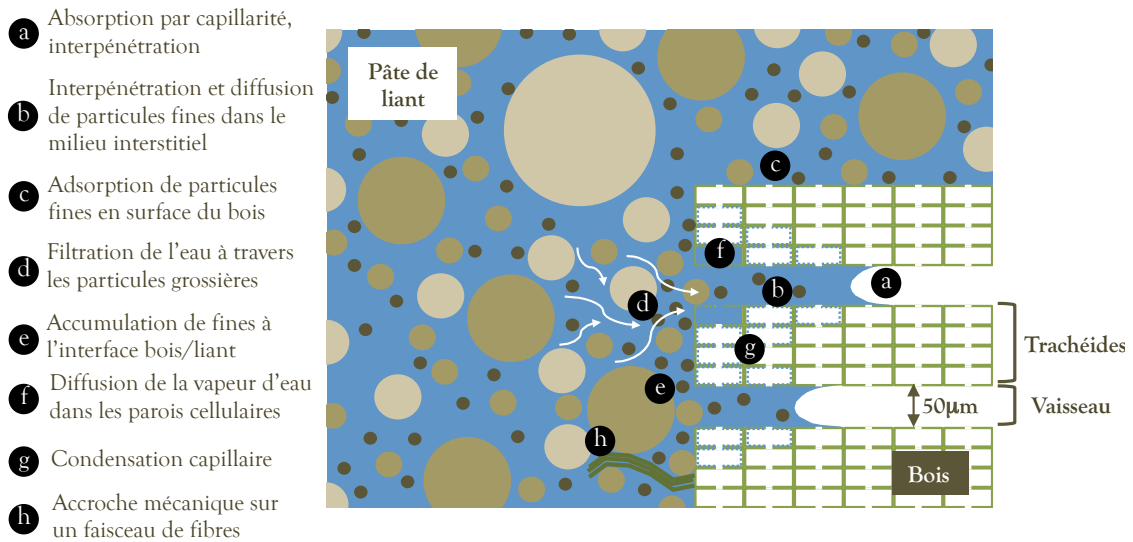 a Absorption par capillarité,
interpénétration
b Interpénétration et diffusion
de particules fines dans le
milieu interstitiel
c Adsorption de particules
fines en surface du bois
d Filtration de l'eau à travers
les particules grossières
e Accumulation de fines à
l'interface bois/liant
f Diffusion de la vapeur d'eau
dans les parois cellulaires
g Condensation capillaire
h Accroche mécanique sur
un faisceau de fibres
Pâte de
liant
c
f
b
a
d
g
e
h
Trachéides
50µm
Vaisseau
Bois